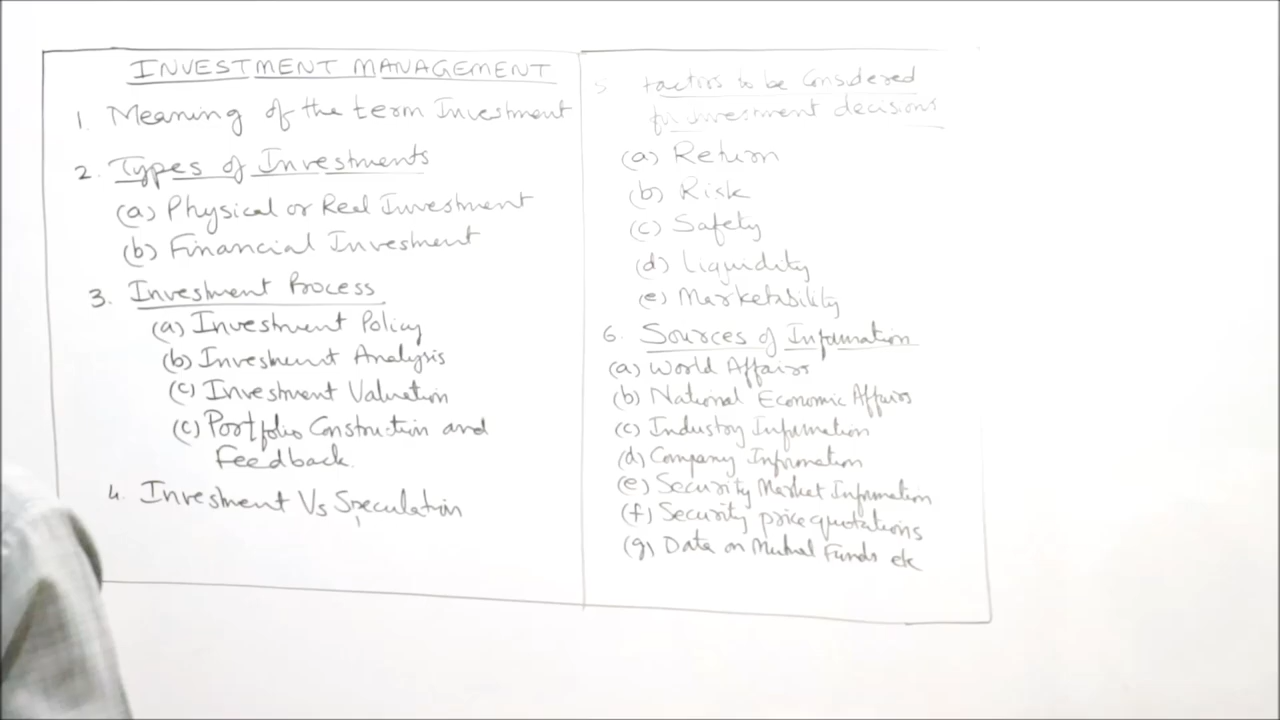 INVESTMENT MANAGEMENT
1. Meaning of the term Investment
2. Types of Investments
(a) Physical or Real Investment
(b) Financial Investment
3. Investment Process
(a) Investment Policy
(b) Investment Analysis
(c) Investment Valuation
(c) Portfolio Construction and
Feedback.
4. Investment Vs Speculation
5 Factors to be Considered
for Investment decisions
(a) Return
(b) Risk
(c) Safety
(d) Liquidity
(e) Marketability
6. Sources of Information
(a) World Affairs
(b) National Economic Affairs
(c) Industry Information
(d) Company Information
(e) Security Market Information
(f) Security price quotations
(g) Data on Mutual Funds etc